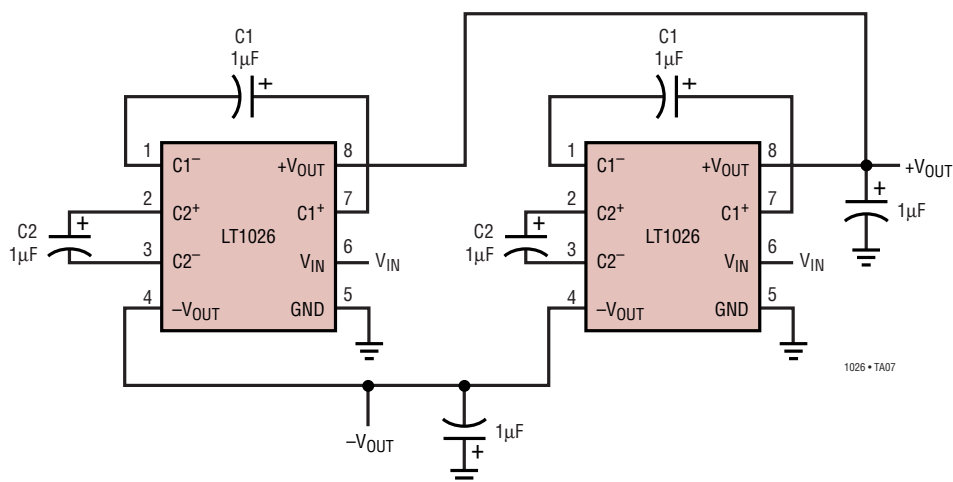 C1
1µF
+
1
C1–
+VOUT
8
2
C2+
C1+
7
+
C2
1µF
LT1026
3
C2–
VIN
6
VIN
4
–VOUT
GND
5
C1
1µF
+
1
C1–
+VOUT
8
+VOUT
2
C2+
C1+
7
+
1µF
+
C2
1µF
LT1026
3
C2–
VIN
6
VIN
4
–VOUT
GND
5
1026 • TA07
–VOUT
1µF
+